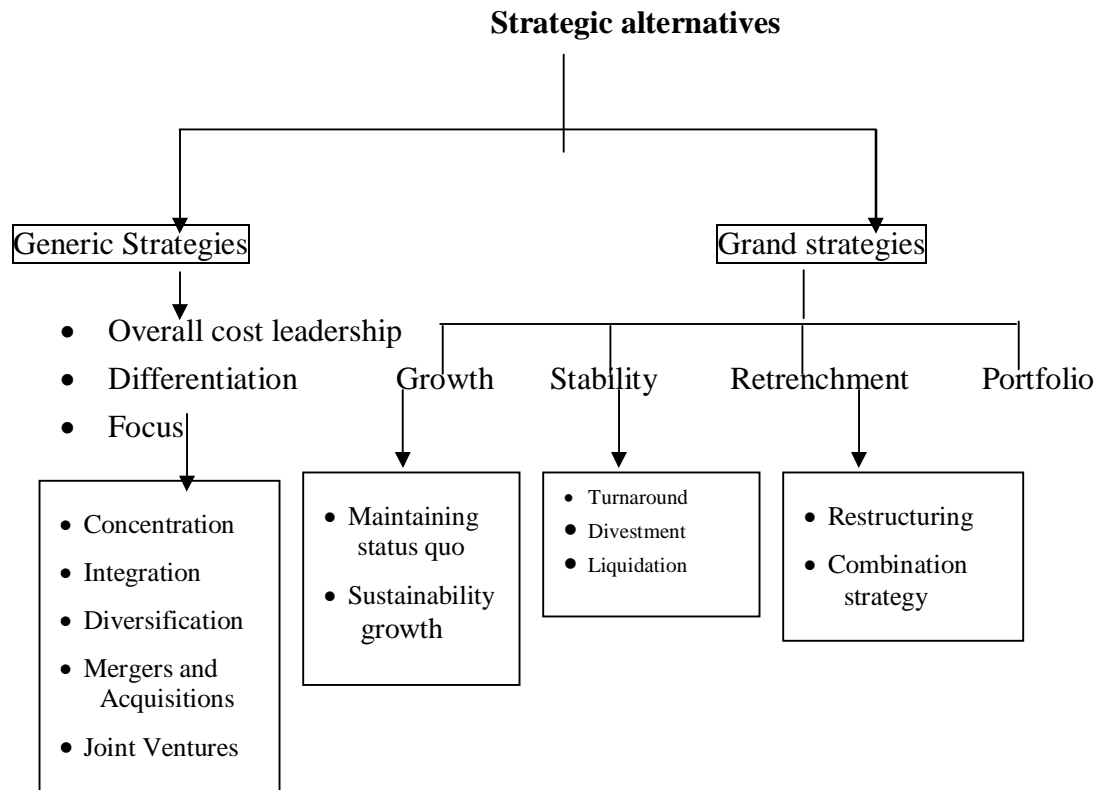 Strategic alternatives
Generic Strategies
Grand strategies
• Overall cost leadership
• Differentiation
• Focus
Growth
Stability
Retrenchment
Portfolio
• Concentration
• Integration
• Diversification
• Mergers and
Acquisitions
• Joint Ventures
• Maintaining
status quo
• Sustainability
growth
• Turnaround
• Divestment
• Liquidation
• Restructuring
• Combination
strategy